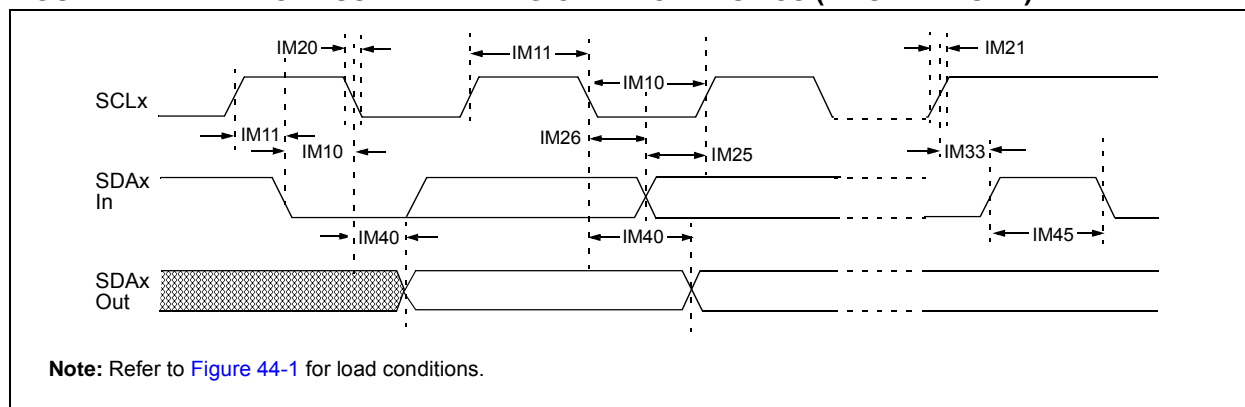 IM20
IM11
IM21
IM10
SCLx
IM11
IM26
IM10
IM25
IM33
SDAx
In
IM40
IM40
IM45
SDAx
Out
Note: Refer to Figure 44-1 for load conditions.